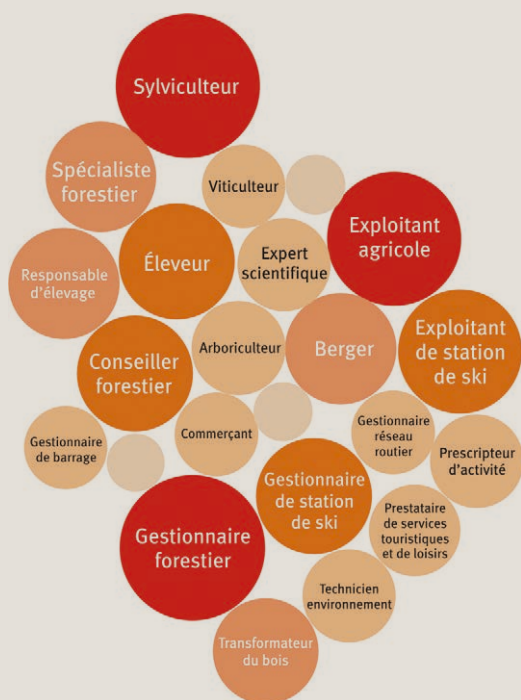 Sylviculteur
Spécialiste
forestier
Viticulteur
Exploitant
agricole
Éleveur
Expert
scientifique
Responsable
d'élevage
Conseiller
forestier
Arboriculteur
Berger
Exploitant
de station
de ski
Gestionnaire
de barrage
Commerçant
Gestionnaire
réseau
routier
Prescripteur
d'activité
Gestionnaire
de station
de ski
Prestataire
de services
touristiques
et de loisirs
Gestionnaire
forestier
Technicien
environnement
Transformateur
du bois